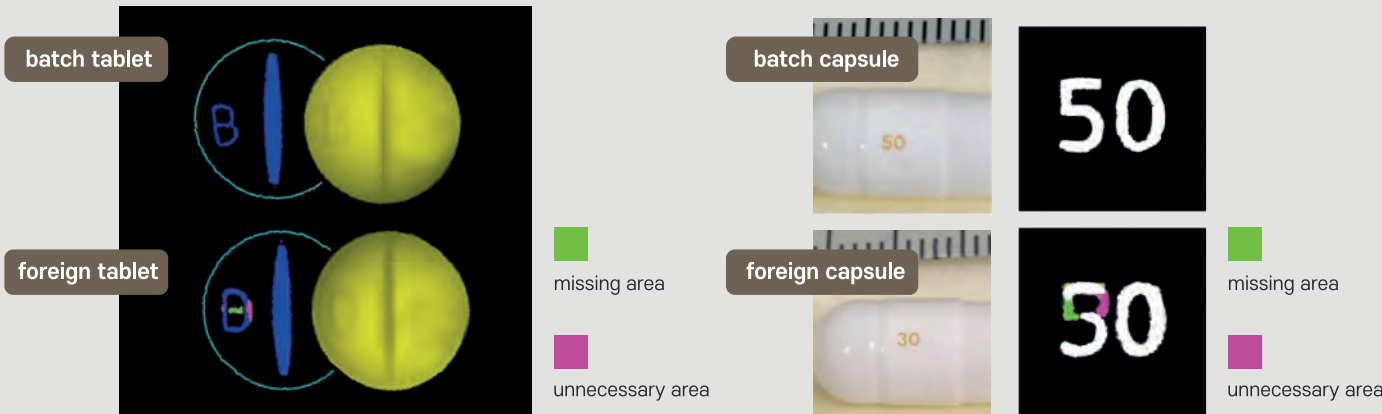 batch tablet
B
foreign tablet
missing area
unnecessary area
batch capsule
50
50
foreign capsule
30
50
missing area
unnecessary area